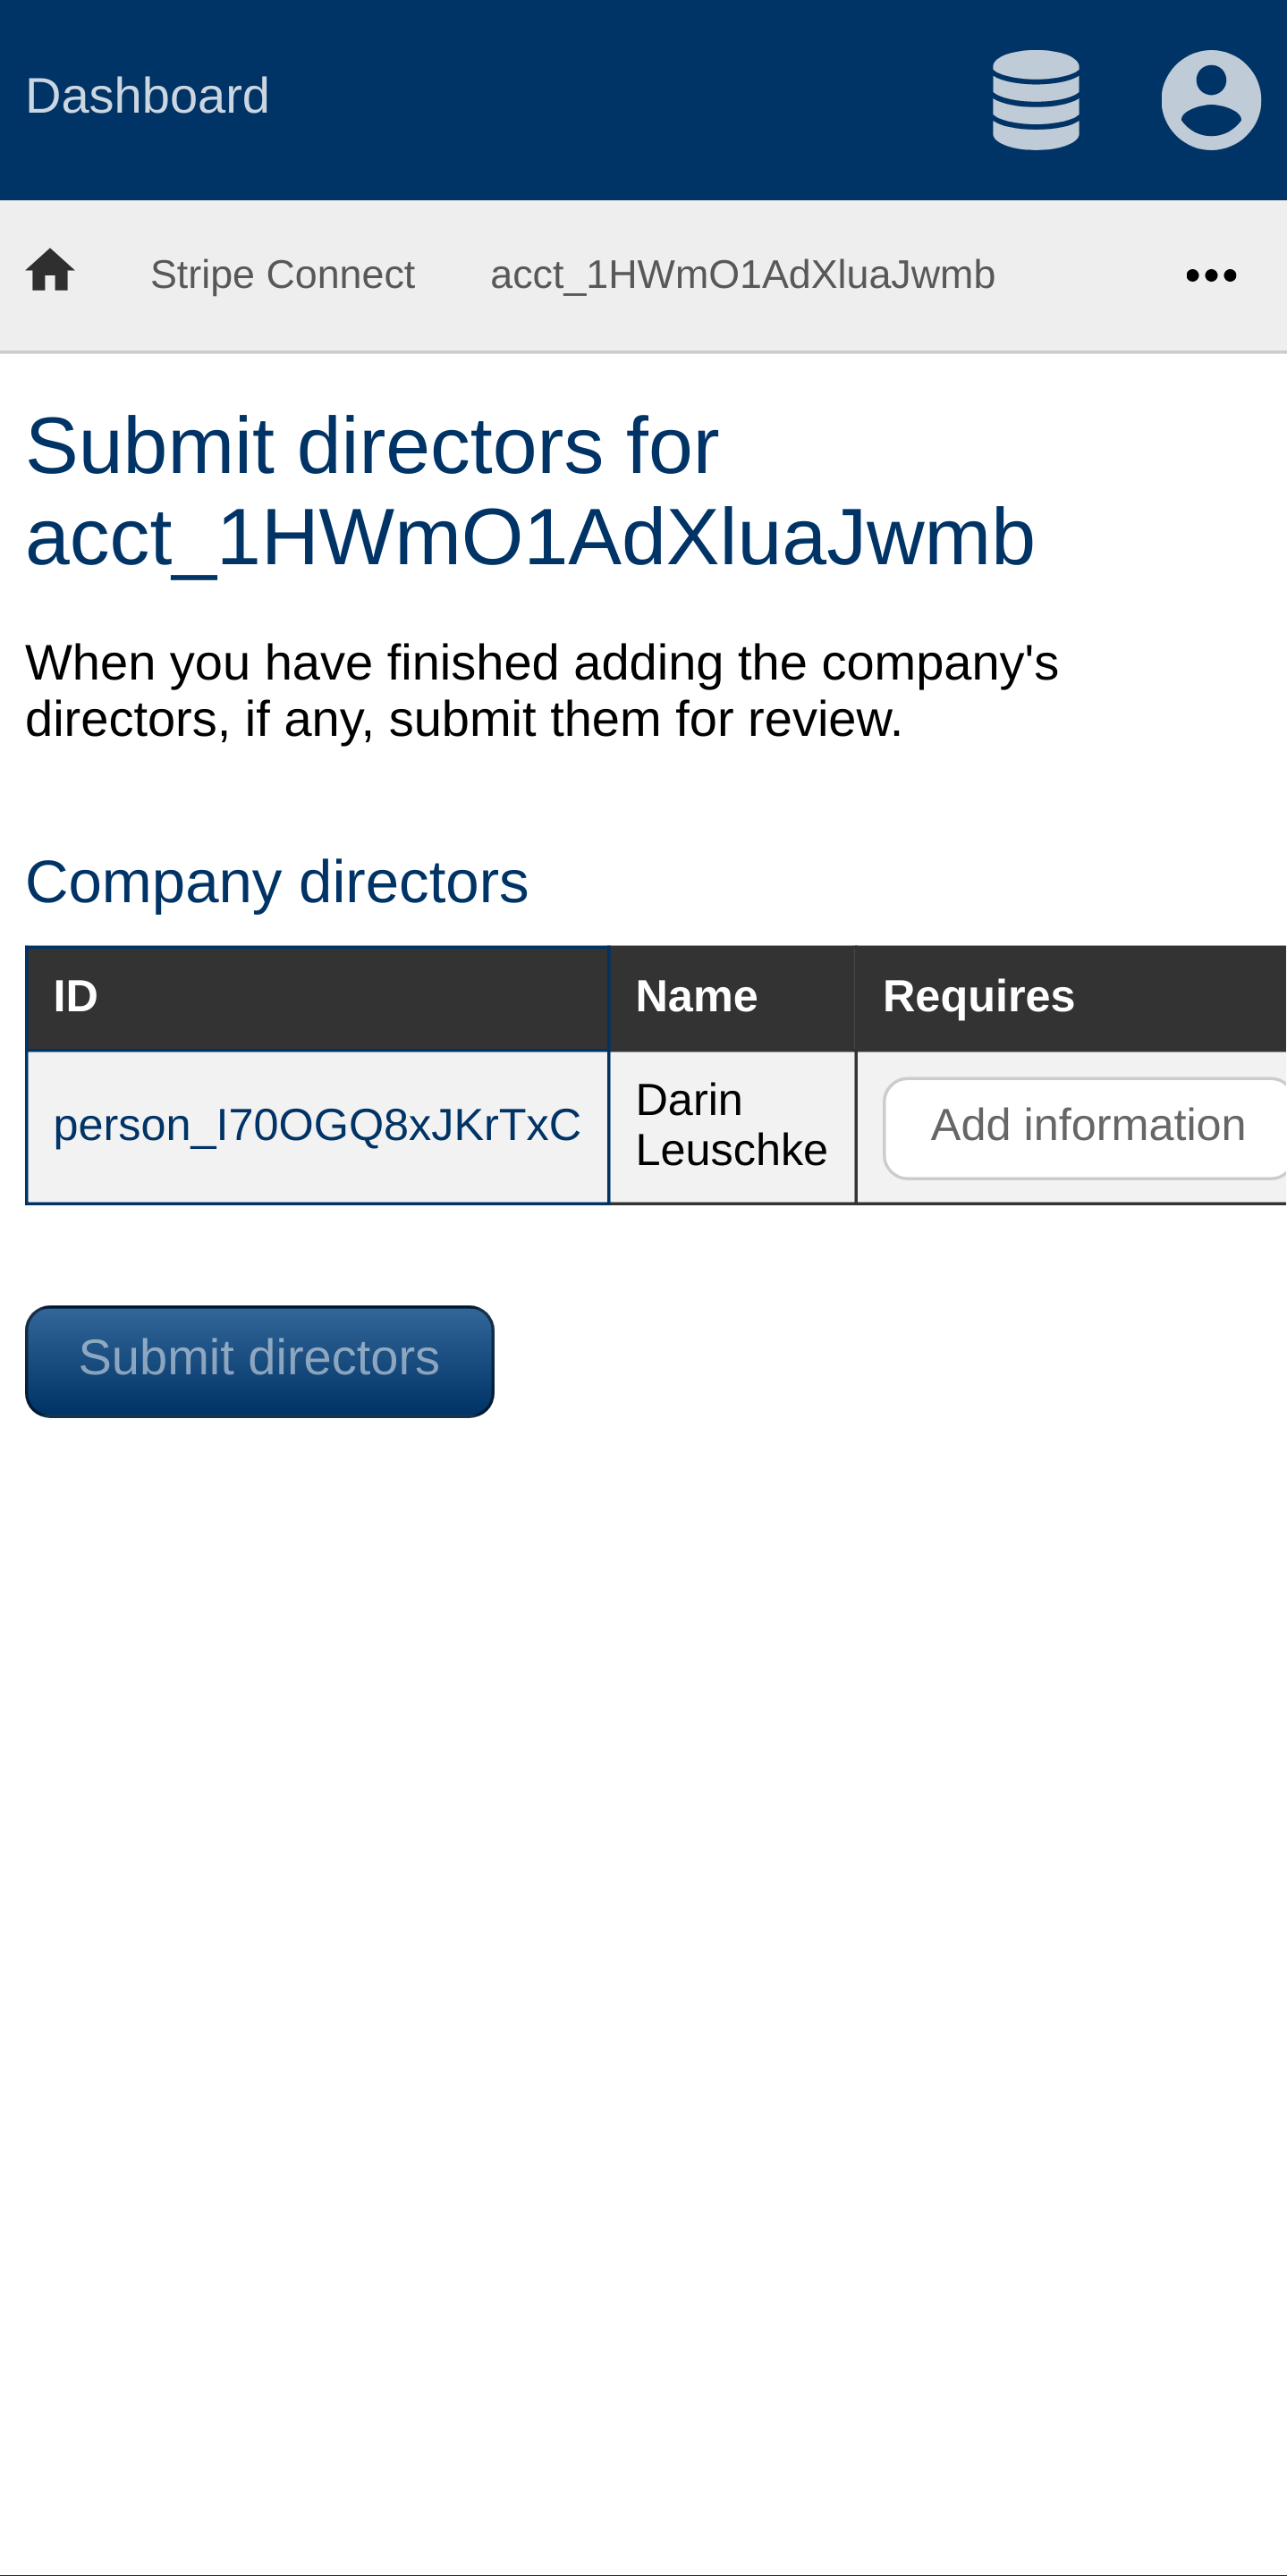 Dashboard
Stripe Connect acct_1HWmO1AdXluaJwmb
Submit directors for
acct_1HWmO1AdXluaJwmb
When you have finished adding the company's
directors, if any, submit them for review.
Company directors
ID Name Requires
person_I70OGQ8xJKrTxC Darin Leuschke Add information
Submit directors